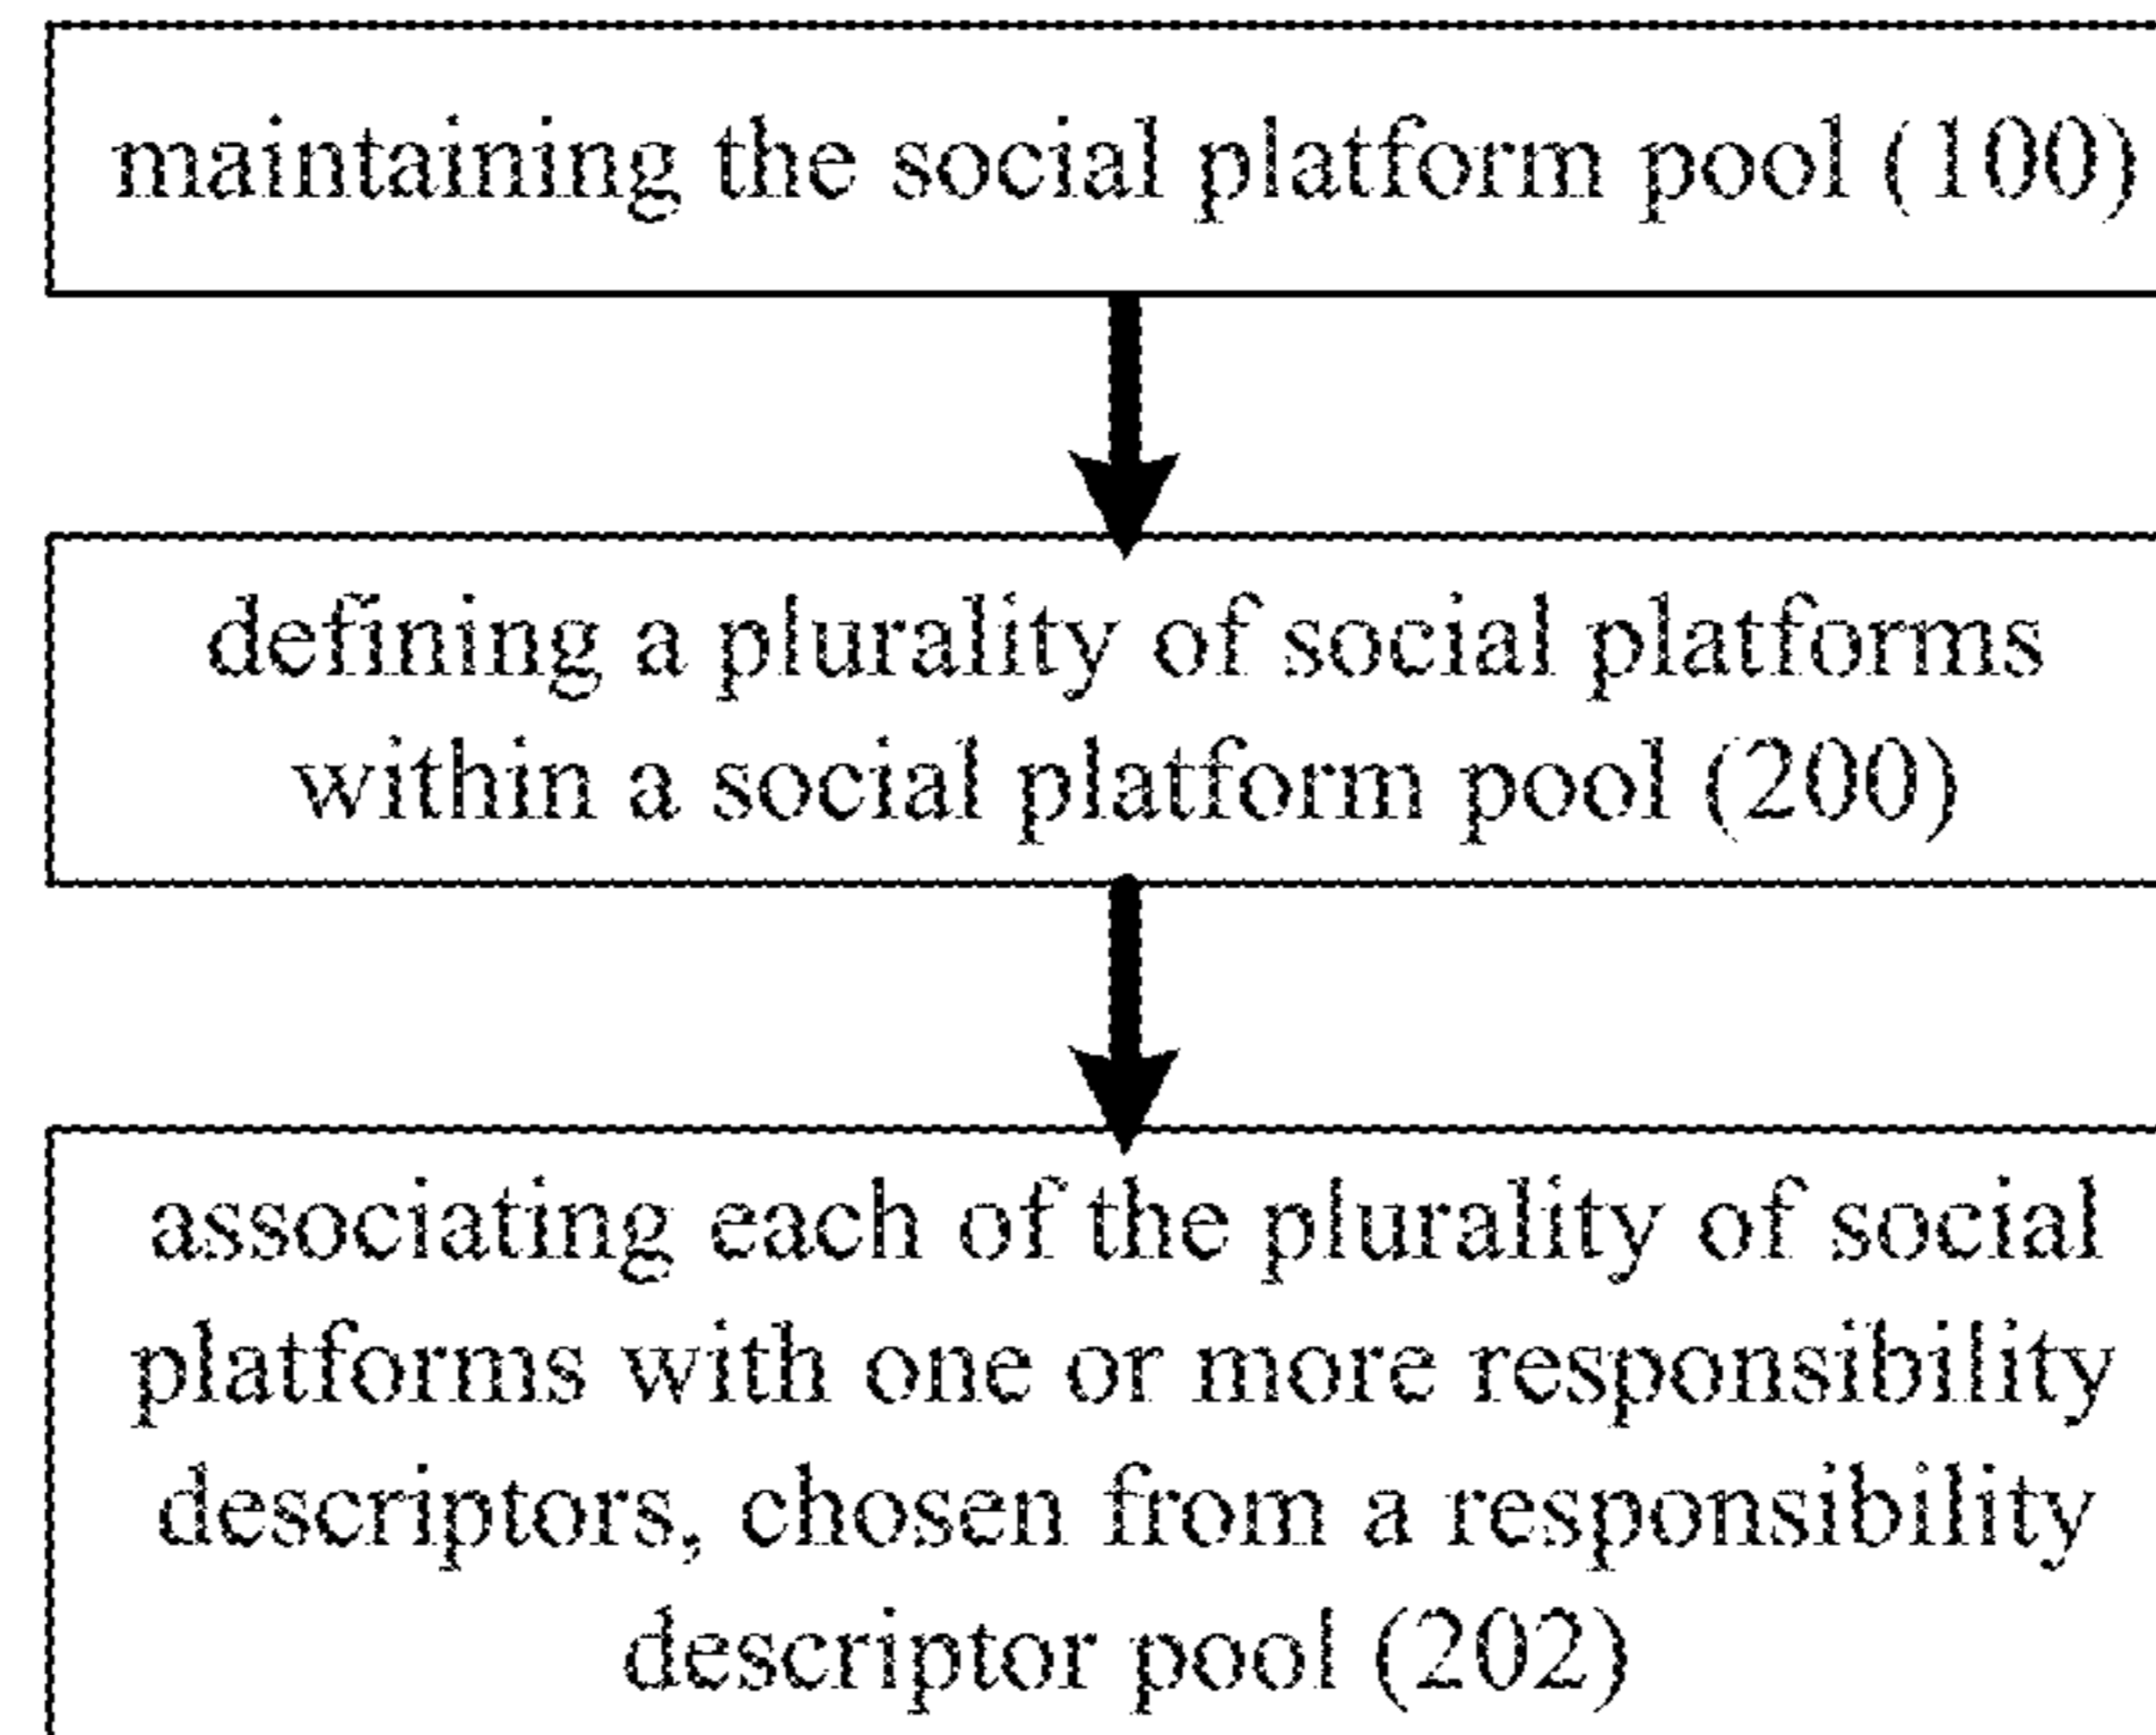 maintaining the social platform pool (100)
defining a plurality of social platforms
within a social platform pool (200)
associating each of the plurality of social
platforms with one or more responsibility
descriptors, chosen from a responsibility
descriptor pool (202)